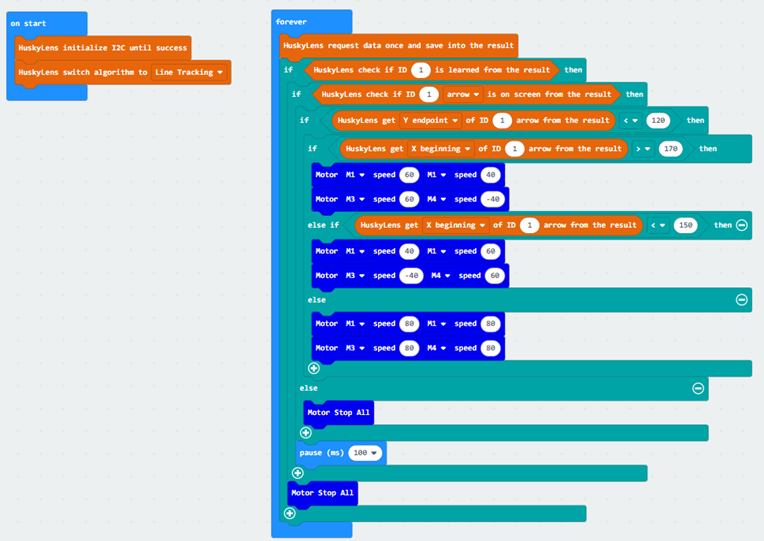 on start
HuskyLens initialize I2C until success
HuskyLens switch algorithm to Line Tracking
forever
HuskyLens request data once and save into the result
if HuskyLens check if ID 1 is learned from the result then
if HuskyLens check if ID 1 arrow is on screen from the result then
if HuskyLens get Y endpoint of ID 1 arrow from the result < 120 then
if HuskyLens get X beginning of ID 1 arrow from the result > 170 then
Motor M1 speed 60 M1 speed 40
Motor M3 speed 60 M4 speed -40
else if HuskyLens get X beginning of ID 1 arrow from the result < 150 then
Motor M1 speed 40 M1 speed 60
Motor M3 speed -40 M4 speed 60
else
Motor M1 speed 80 M1 speed 80
Motor M3 speed 80 M4 speed 80
else
Motor Stop All
pause (ms) 100
Motor Stop All